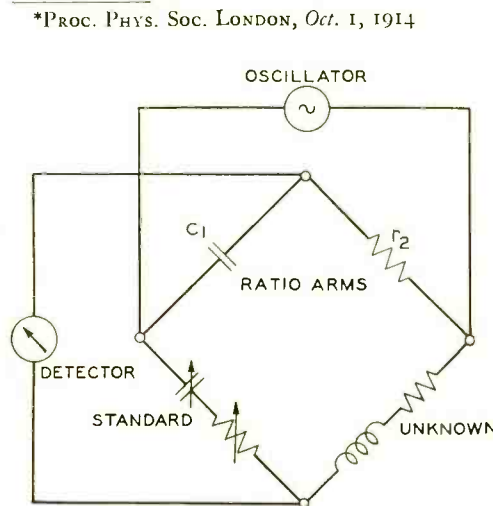 *PROC. PHYS. SOC. LONDON, Oct. 1, 1914
OSCILLATOR
C1
r2
RATIO ARMS
DETECTOR
STANDARD
UNKNOWN